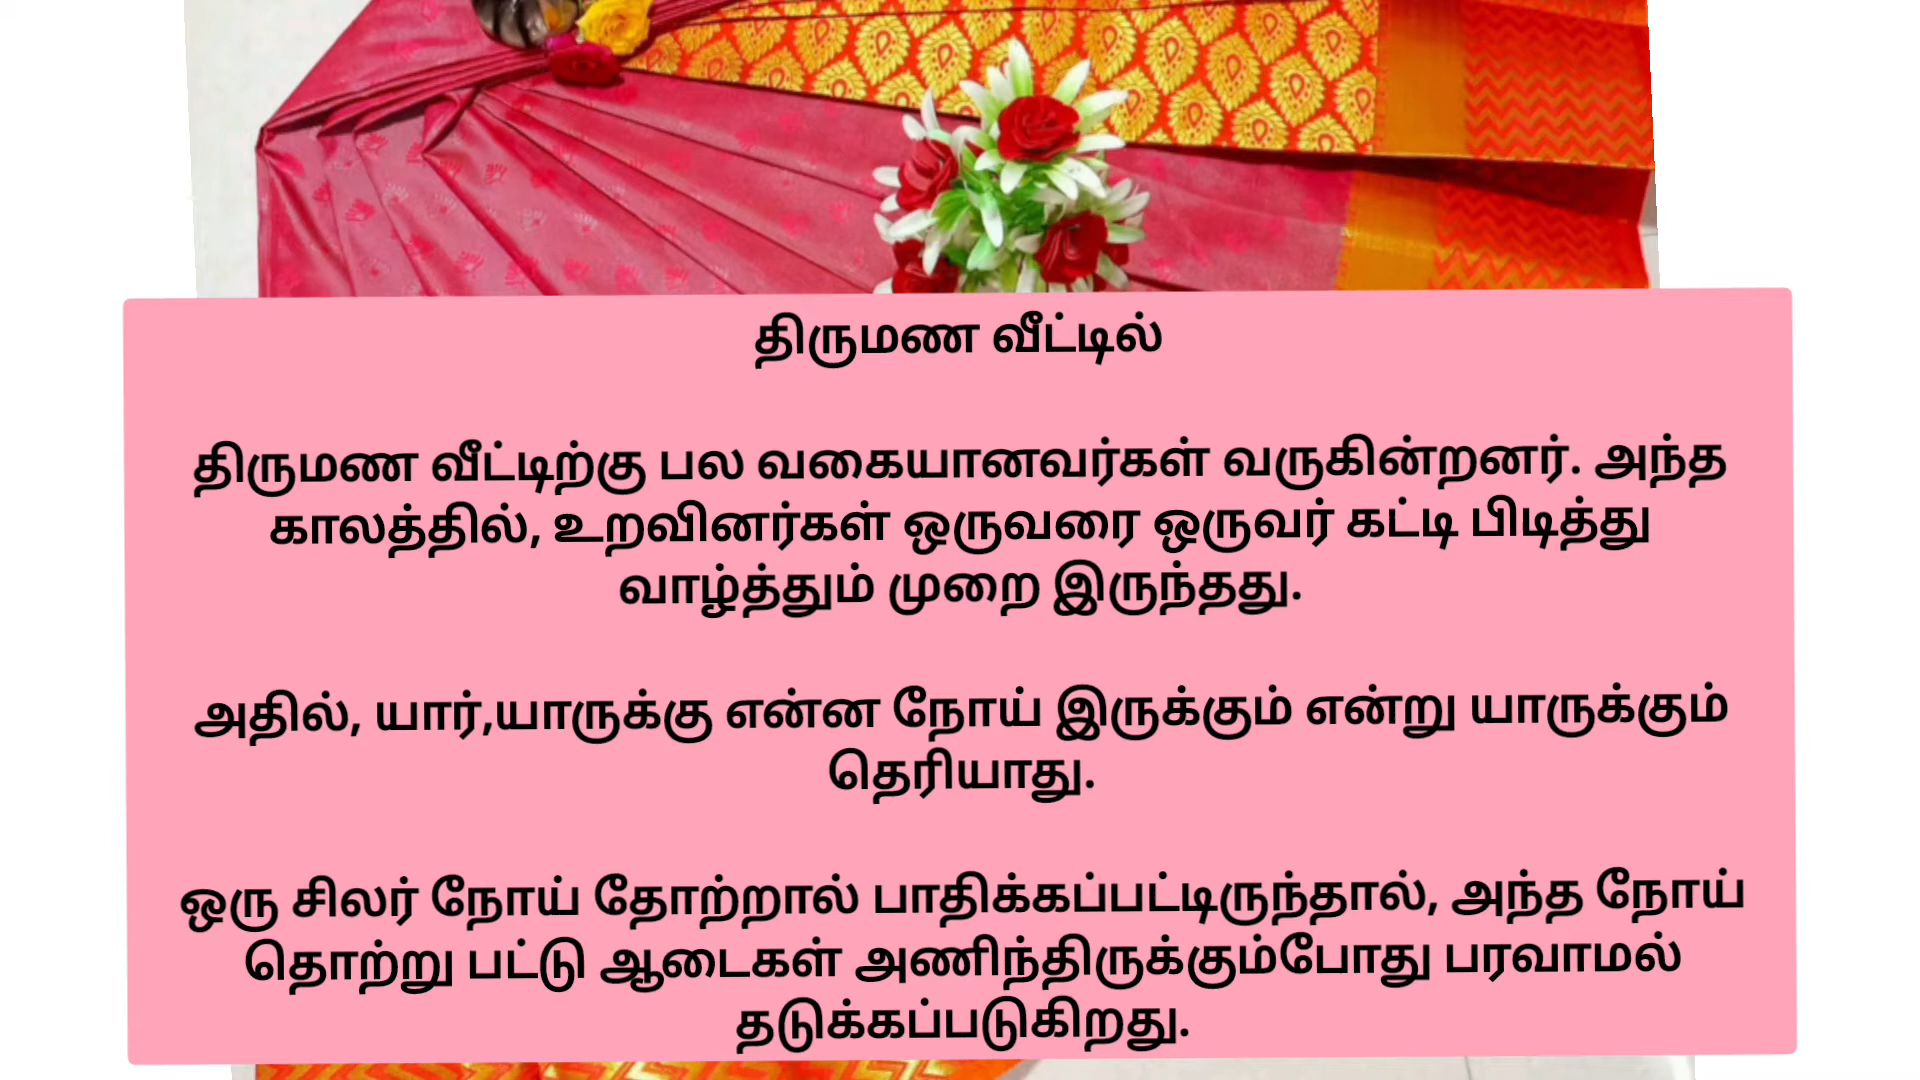 திருமண வீட்டில்
திருமண வீட்டிற்கு பல வகையானவர்கள் வருகின்றனர். அந்த
காலத்தில், உறவினர்கள் ஒருவரை ஒருவர் கட்டி பிடித்து
வாழ்த்தும் முறை இருந்தது.
அதில், யார்,யாருக்கு என்ன நோய் இருக்கும் என்று யாருக்கும்
தெரியாது.
ஒரு சிலர் நோய் தோற்றால் பாதிக்கப்பட்டிருந்தால், அந்த நோய்
தொற்று பட்டு ஆடைகள் அணிந்திருக்கும்போது பரவாமல்
தடுக்கப்படுகிறது.